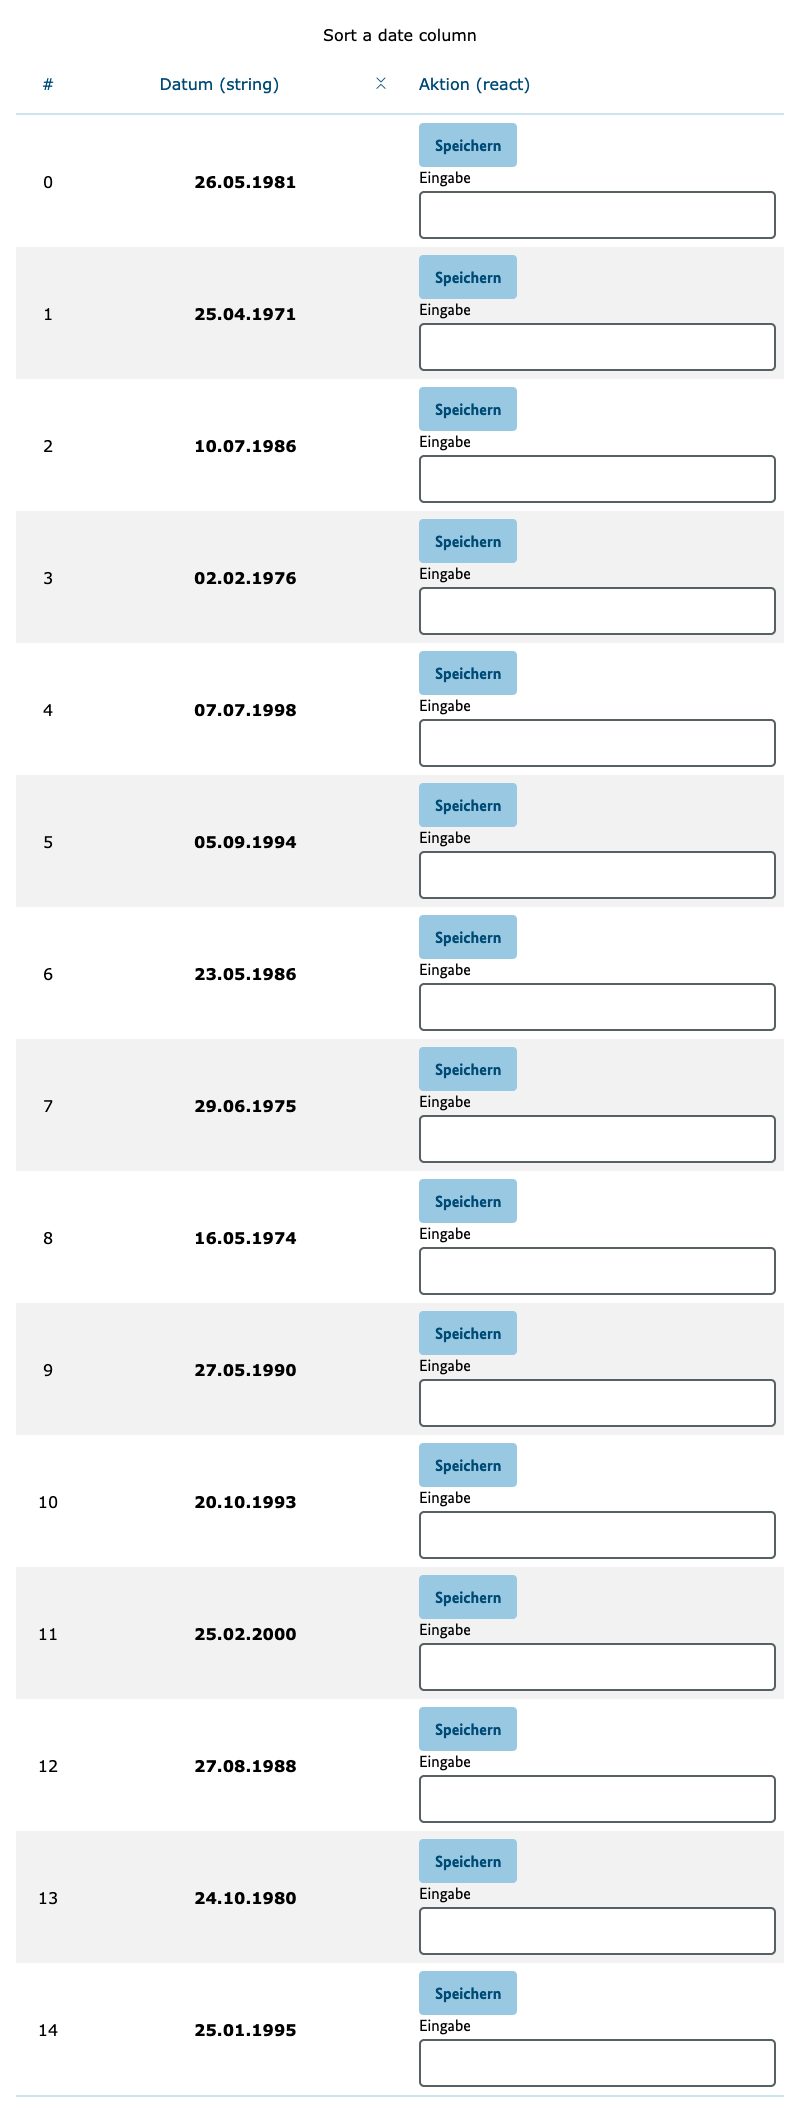 Sort a date column
# Datum (string) Aktion (react)
Speichern
Eingabe
0 26.05.1981
Speichern
Eingabe
1 25.04.1971
Speichern
Eingabe
2 10.07.1986
Speichern
Eingabe
3 02.02.1976
Speichern
Eingabe
4 07.07.1998
Speichern
Eingabe
5 05.09.1994
Speichern
Eingabe
6 23.05.1986
Speichern
Eingabe
7 29.06.1975
Speichern
Eingabe
8 16.05.1974
Speichern
Eingabe
9 27.05.1990
Speichern
Eingabe
10 20.10.1993
Speichern
Eingabe
11 25.02.2000
Speichern
Eingabe
12 27.08.1988
Speichern
Eingabe
13 24.10.1980
Speichern
Eingabe
14 25.01.1995